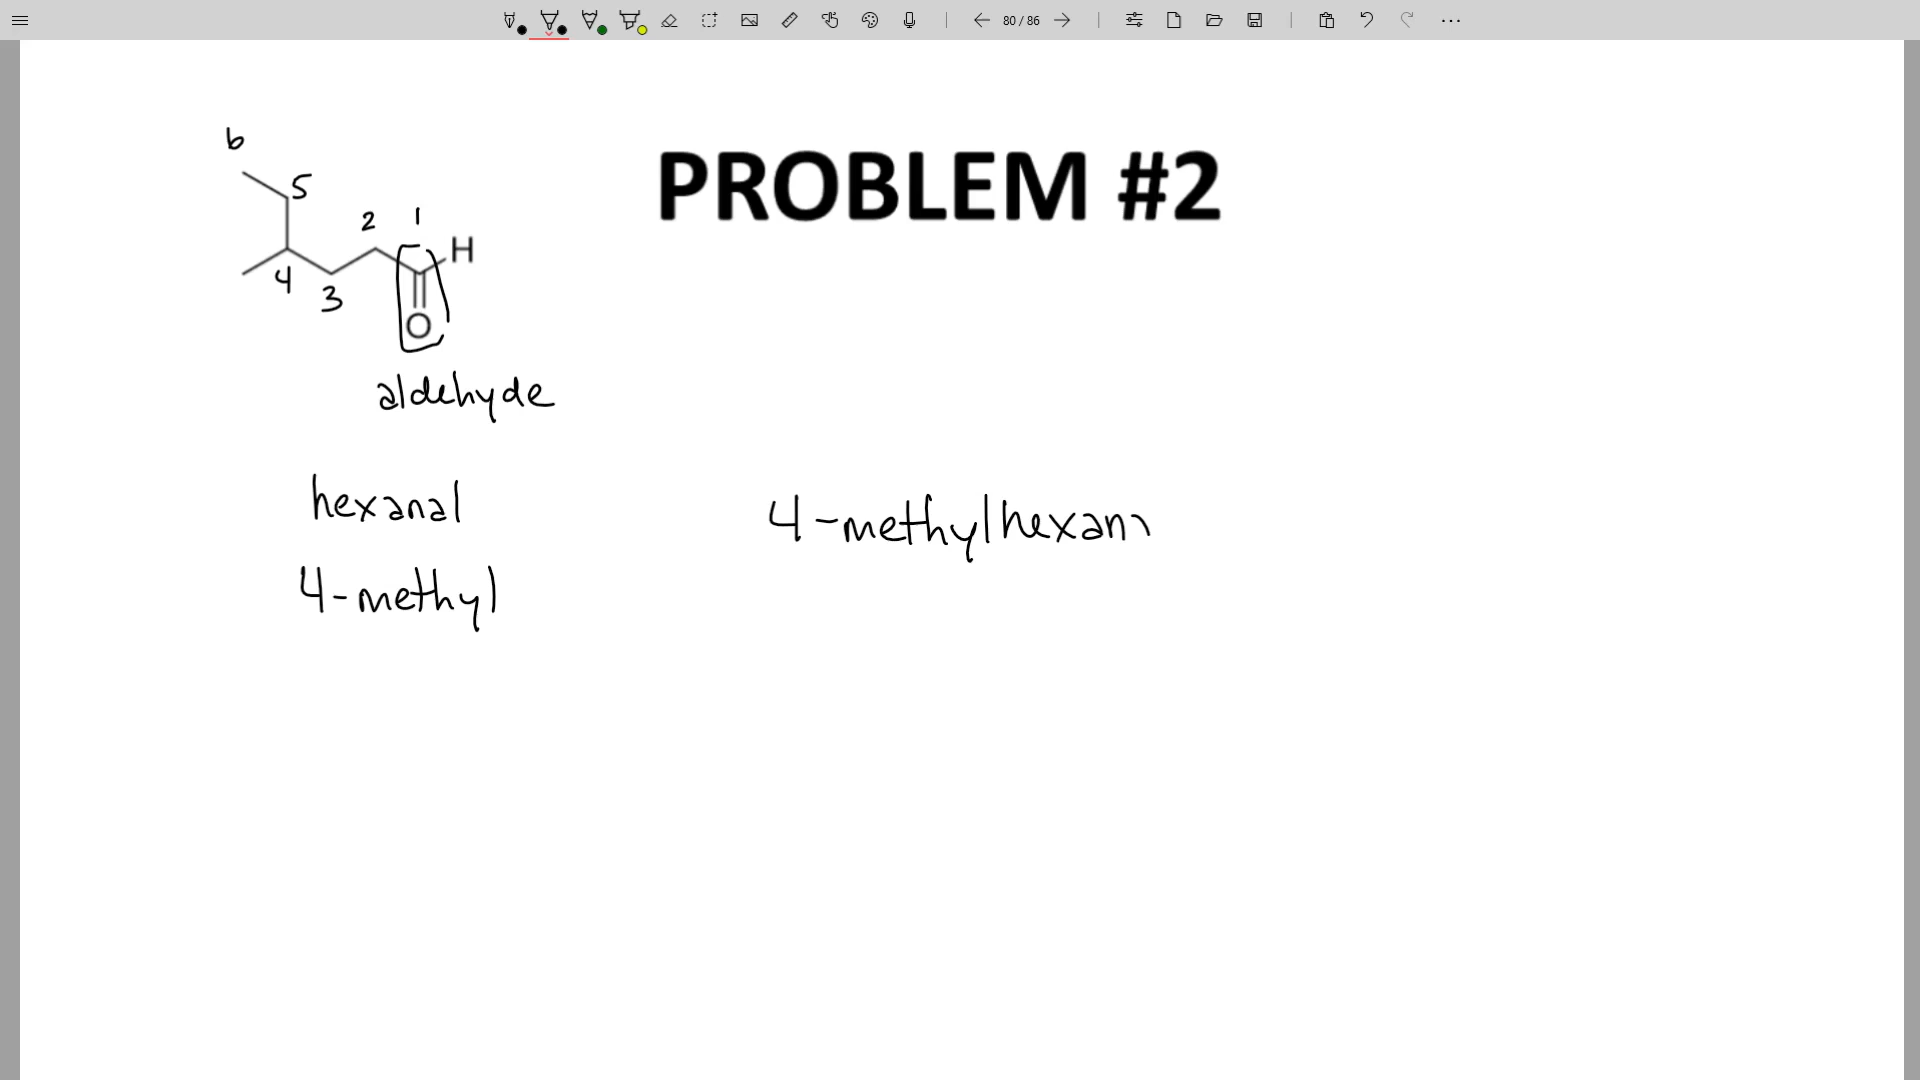 80 / 86
PROBLEM #2
6
5
2 1
H
4
3
O
aldehyde
hexanal
4-methyl
4-methylhexan